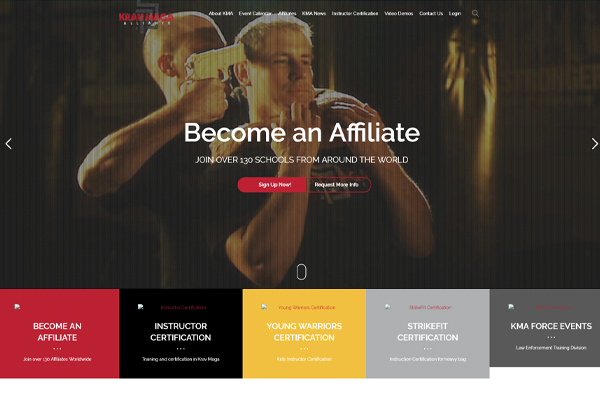 KRAV MAGA
ALLIANCE
About KMA Event Calendar Affiliates KMA News Instructor Certification Video Demos Contact Us Login
Become an Affiliate
JOIN OVER 130 SCHOOLS FROM AROUND THE WORLD
Sign Up Now!
Request More Info
Instructor Certification
Young Warriors Certification
StrikeFit Certification
BECOME AN
AFFILIATE
Join over 130 Affiliates Worldwide
INSTRUCTOR
CERTIFICATION
Training and certification in Krav Maga
YOUNG WARRIORS
CERTIFICATION
Kids Instructor Certification
STRIKEFIT
CERTIFICATION
Instruction Certification for heavy bag
KMA FORCE EVENTS
Law Enforcement Training Division